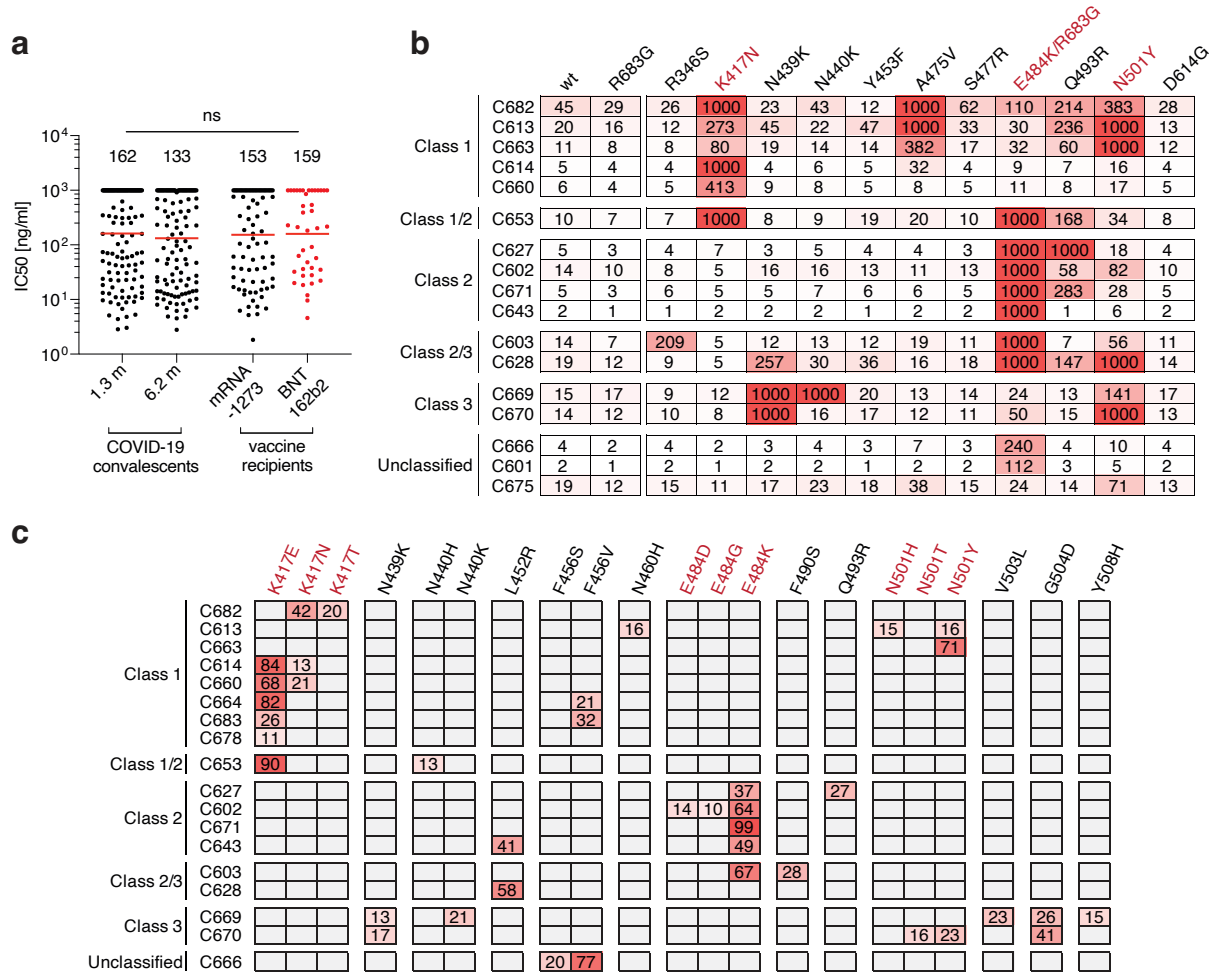 a
ns
162 133 153 159
IC50 [ng/ml]
10⁴
10³
10²
10¹
10⁰
1.3 m
6.2 m
mRNA
-1273
BNT
162b2
COVID-19
convalescents
vaccine
recipients
b
wt R683G R346S K417N N439K N440K Y453F A475V S477R E484K/R683G Q493R N501Y D614G
Class 1
C682 45 29 26 1000 23 43 12 1000 62 110 214 383 28
C613 20 16 12 273 45 22 47 1000 33 30 236 1000 13
C663 11 8 8 80 19 14 14 382 17 32 60 1000 12
C614 5 4 4 1000 4 6 5 32 4 9 7 16 4
C660 6 4 5 413 9 8 5 8 5 11 8 17 5
Class 1/2
C653 10 7 7 1000 8 9 19 20 10 1000 168 34 8
Class 2
C627 5 3 4 7 3 5 4 4 3 1000 1000 18 4
C602 14 10 8 5 16 16 13 11 13 1000 58 82 10
C671 5 3 6 5 5 7 6 6 5 1000 283 28 5
C643 2 1 1 2 2 2 1 2 2 1000 1 6 2
Class 2/3
C603 14 7 209 5 12 13 12 19 11 1000 7 56 11
C628 19 12 9 5 257 30 36 16 18 1000 147 1000 14
Class 3
C669 15 17 9 12 1000 1000 20 13 14 24 13 141 17
C670 14 12 10 8 1000 16 17 12 11 50 15 1000 13
Unclassified
C666 4 2 4 2 3 4 3 7 3 240 4 10 4
C601 2 1 2 1 2 2 1 2 2 112 3 5 2
C675 19 12 15 11 17 23 18 38 15 24 14 71 13
c
K417E K417N K417T N439K N440H N440K L452R F456S F456V N460H E484D E484G E484K F490S Q493R N501H N501T N501Y V503L G504D Y508H
Class 1
C682 42 20
C613 16 15 16
C663 71
C614 84 13
C660 68 21
C664 82 21
C683 26 32
C678 11
Class 1/2
C653 90 13
Class 2
C627 37 27
C602 14 10 64
C671 99
C643 41 49
Class 2/3
C603 67 28
C628 58
Class 3
C669 13 21 23 26 15
C670 17 16 23 41
Unclassified
C666 20 77